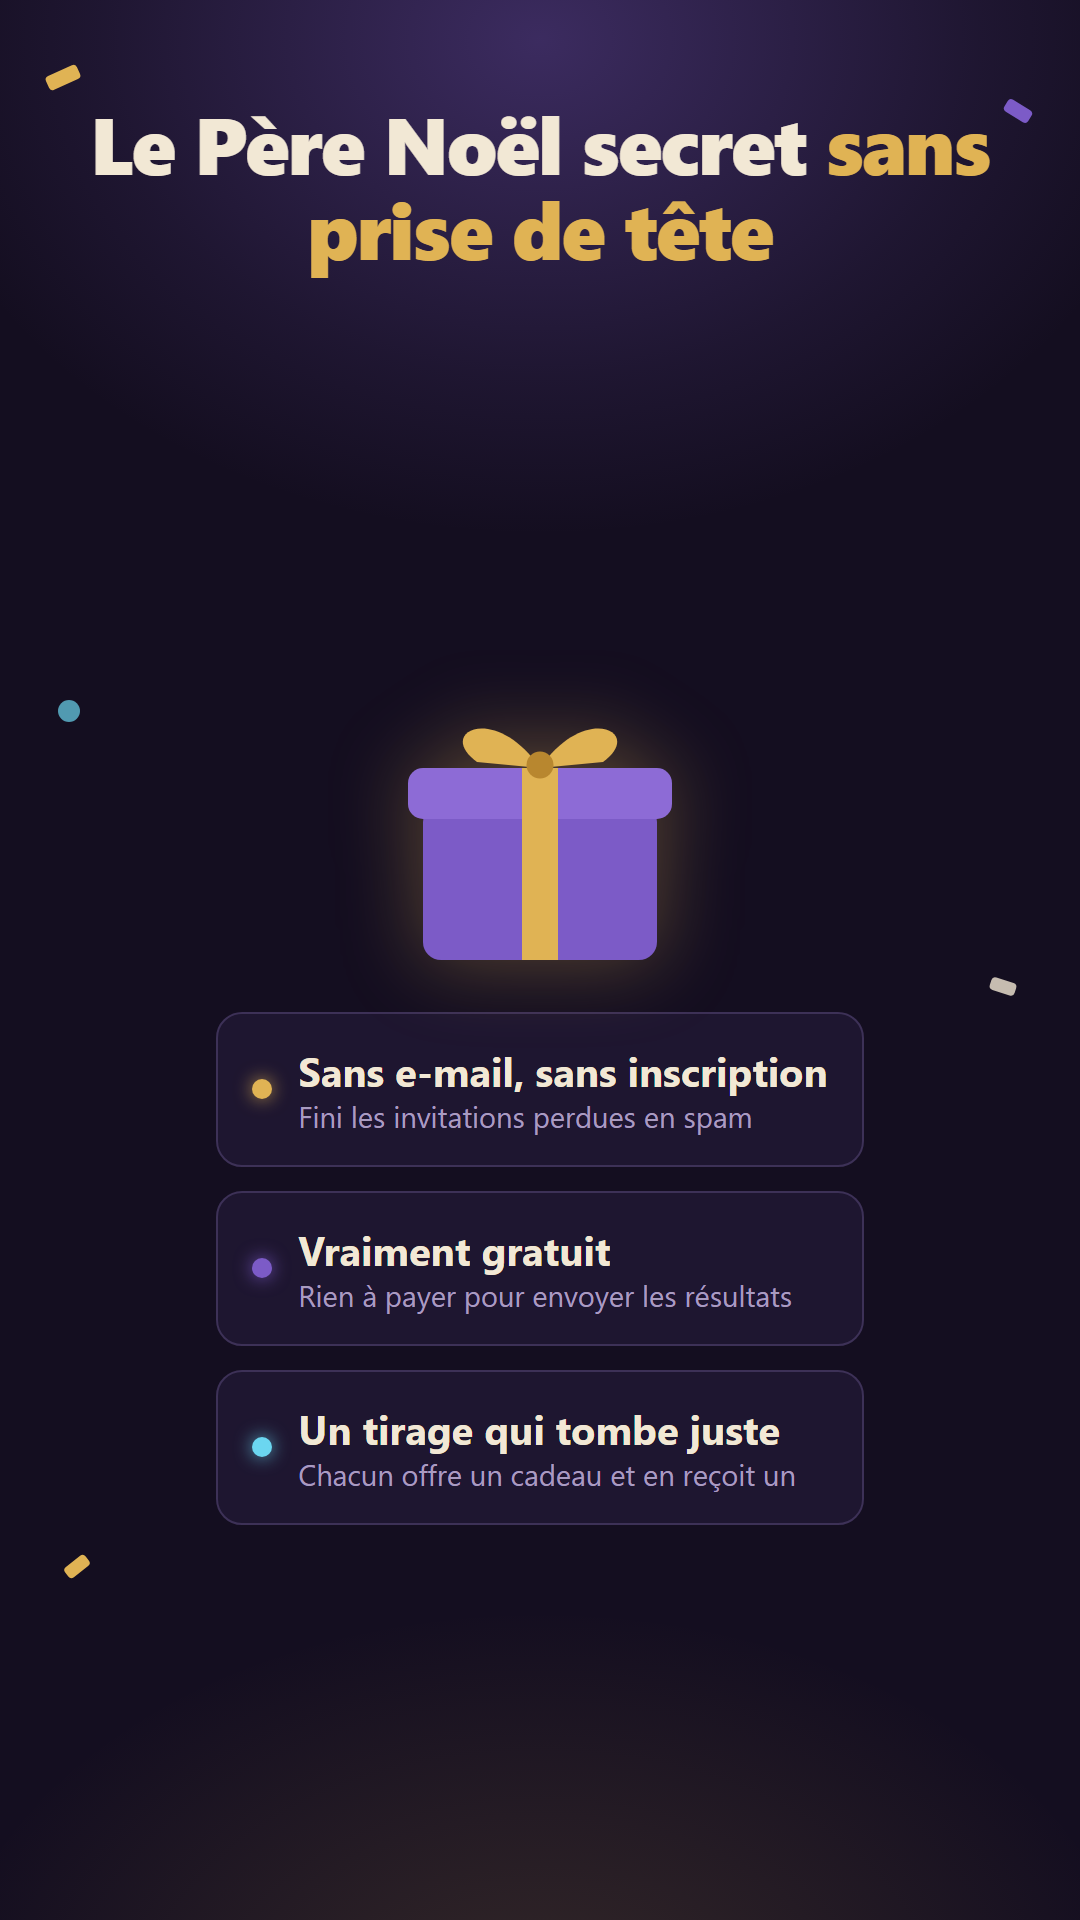 Le Père Noël secret sans
prise de tête
Sans e-mail, sans inscription
Fini les invitations perdues en spam
Vraiment gratuit
Rien à payer pour envoyer les résultats
Un tirage qui tombe juste
Chacun offre un cadeau et en reçoit un